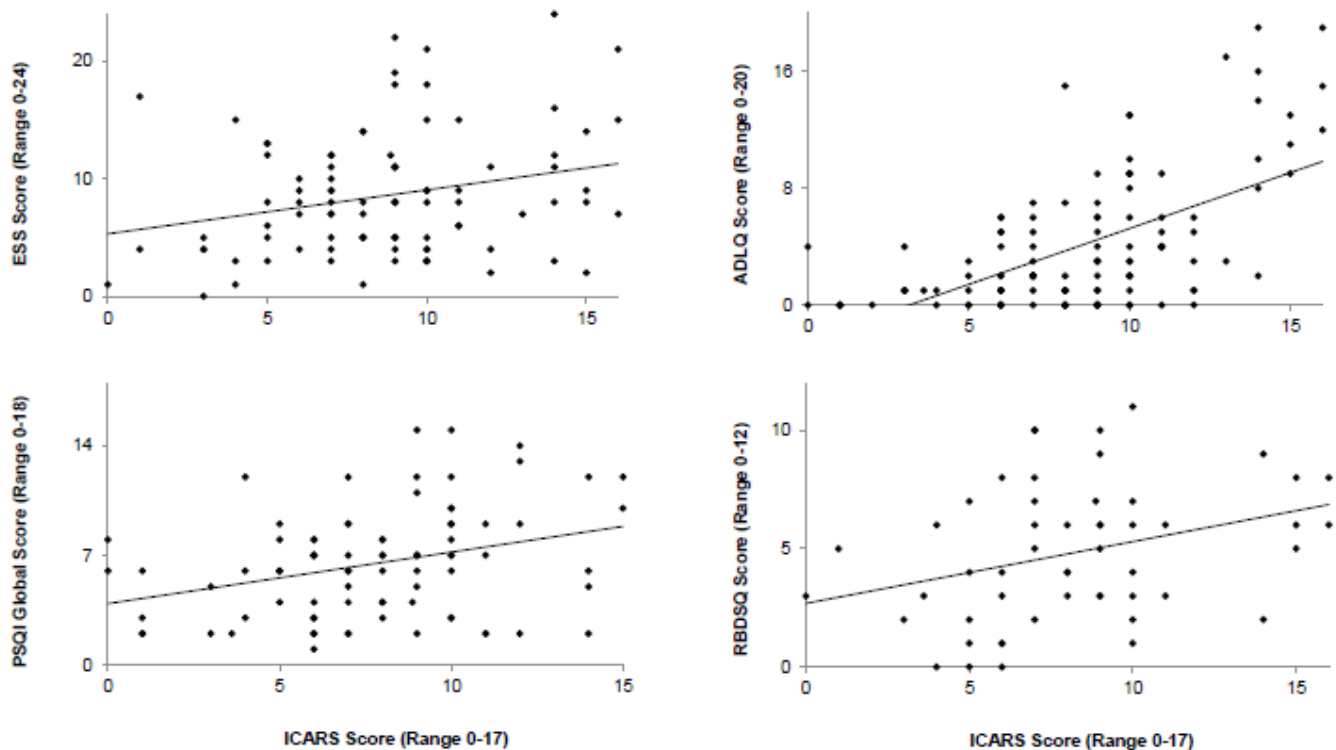 ESS Score (Range 0-24)
20
10
0
0 5 10 15
ADLQ Score (Range 0-20)
16
8
0
0 5 10 15
PSQI Global Score (Range 0-18)
14
7
0
0 5 10 15
ICARS Score (Range 0-17)
RBDSQ Score (Range 0-12)
10
5
0
0 5 10 15
ICARS Score (Range 0-17)